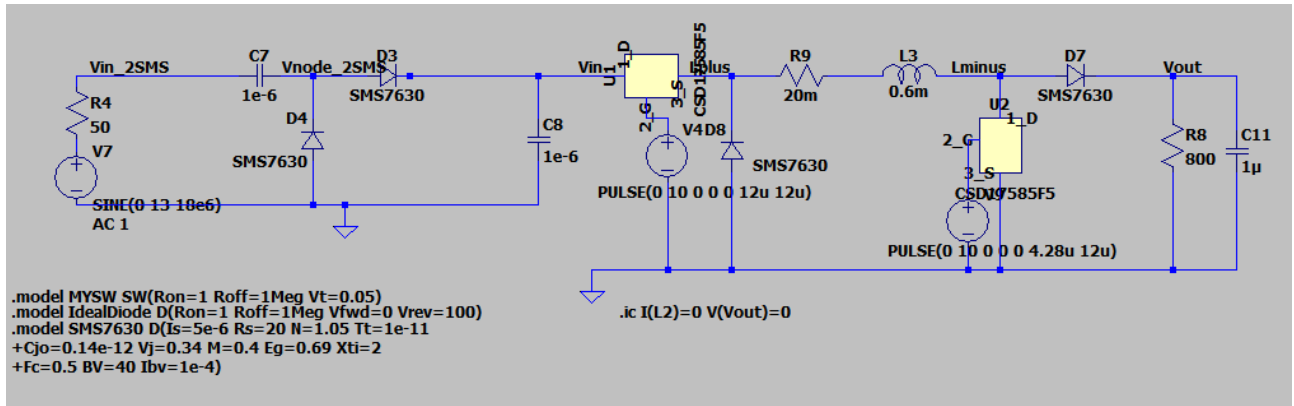 Vin_2SMS
C7
1e-6
Vnode_2SMS
D3
SMS7630
R4
50
V7
SINE(0 13 18e6)
AC 1
D4
SMS7630
C8
1e-6
Vin
U1
1_D
2_G
3_S
CSD17585F5
Lplus
V4
PULSE(0 10 0 0 0 12u 12u)
D8
SMS7630
R9
20m
L3
0.6m
Lminus
U2
1_D
2_G
3_S
CSD17585F5
V9
PULSE(0 10 0 0 0 4.28u 12u)
D7
SMS7630
Vout
R8
800
C11
1µ
.model MYSW SW(Ron=1 Roff=1Meg Vt=0.05)
.model IdealDiode D(Ron=1 Roff=1Meg Vfwd=0 Vrev=100)
.model SMS7630 D(Is=5e-6 Rs=20 N=1.05 Tt=1e-11
+Cjo=0.14e-12 Vj=0.34 M=0.4 Eg=0.69 Xti=2
+Fc=0.5 BV=40 Ibv=1e-4)
.ic I(L2)=0 V(Vout)=0